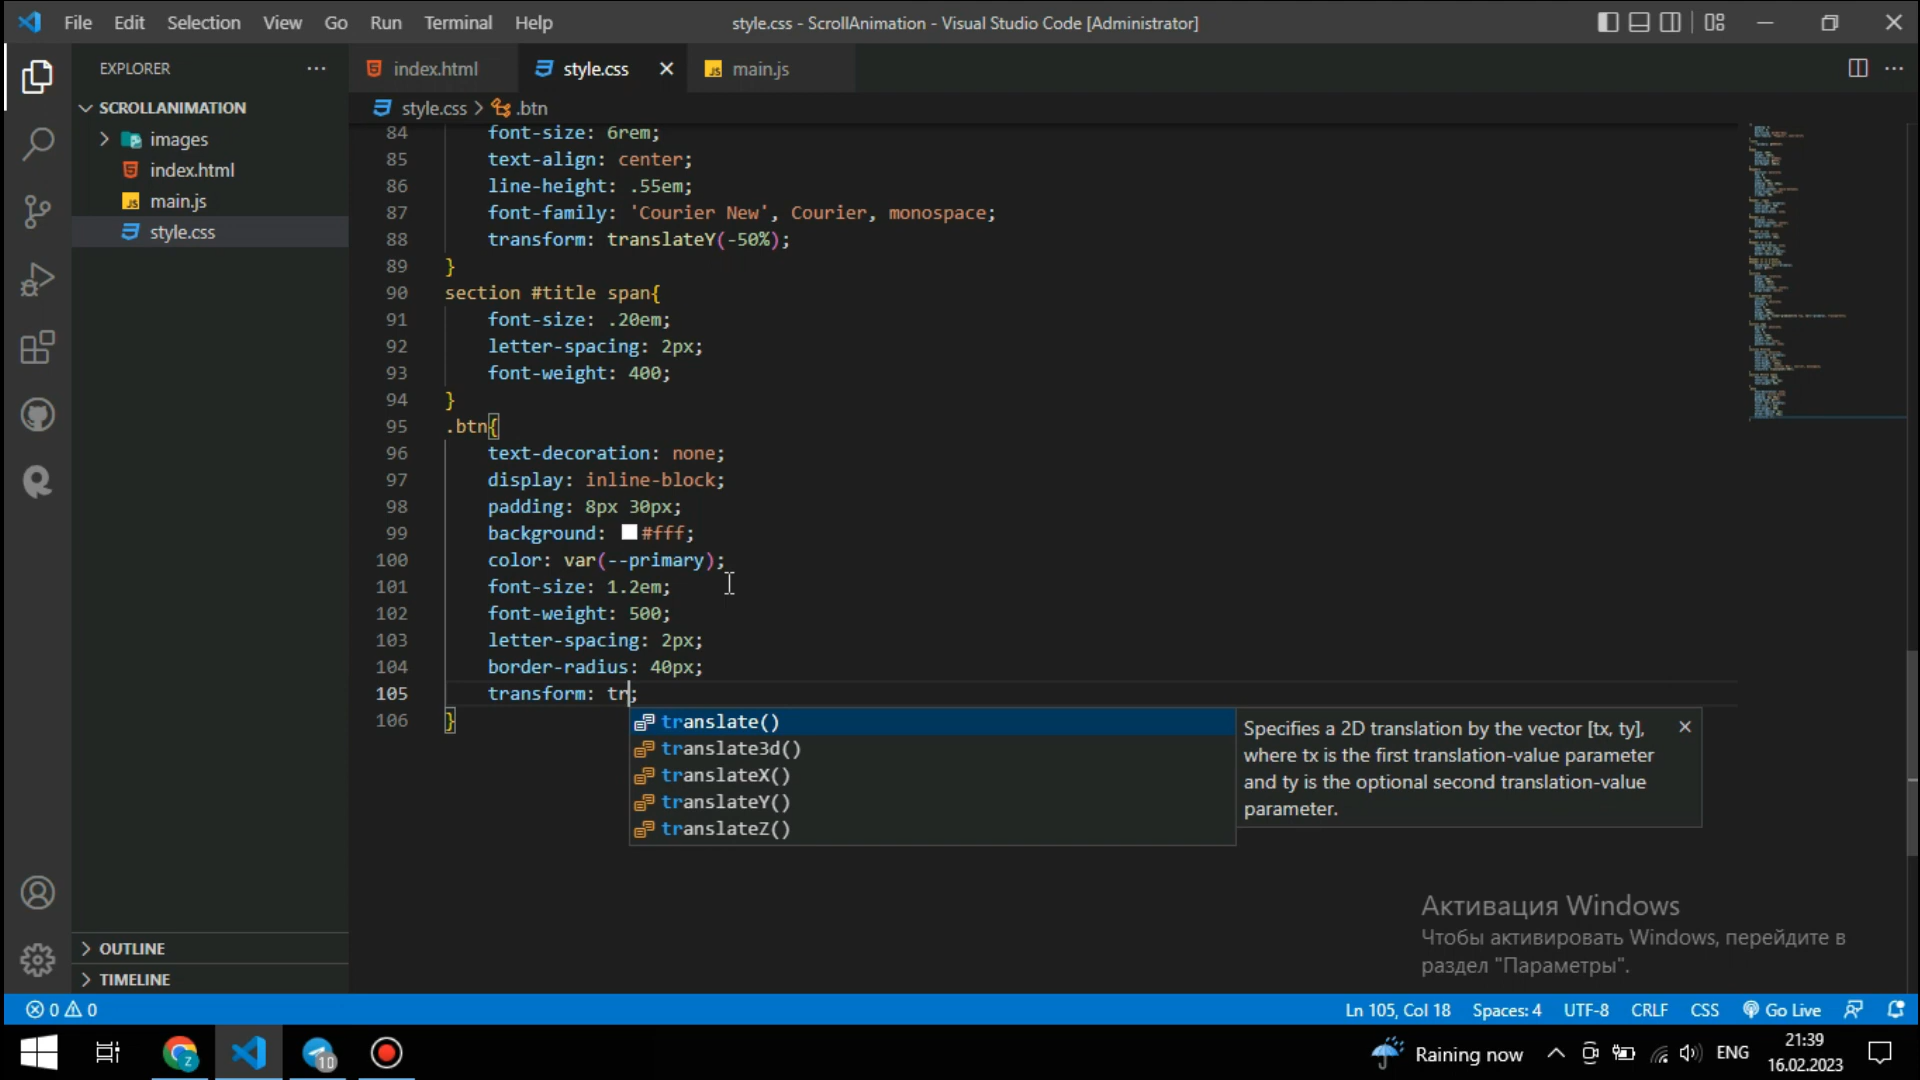 File Edit Selection View Go Run Terminal Help
style.css - ScrollAnimation - Visual Studio Code [Administrator]
EXPLORER
SCROLLANIMATION
images
index.html
main.js
style.css
OUTLINE
TIMELINE
index.html style.css main.js
style.css > .btn
84 font-size: 6rem;
85 text-align: center;
86 line-height: .55em;
87 font-family: 'Courier New', Courier, monospace;
88 transform: translateY(-50%);
89 }
90 section #title span{
91 font-size: .20em;
92 letter-spacing: 2px;
93 font-weight: 400;
94 }
95 .btn{
96 text-decoration: none;
97 display: inline-block;
98 padding: 8px 30px;
99 background: #fff;
100 color: var(--primary);
101 font-size: 1.2em;
102 font-weight: 500;
103 letter-spacing: 2px;
104 border-radius: 40px;
105 transform: tr;
106 }
translate()
translate3d()
translateX()
translateY()
translateZ()
Specifies a 2D translation by the vector [tx, ty],
where tx is the first translation-value parameter
and ty is the optional second translation-value
parameter.
Активация Windows
Чтобы активировать Windows, перейдите в
раздел "Параметры".
0 0
Ln 105, Col 18 Spaces: 4 UTF-8 CRLF CSS Go Live
10
Raining now ENG
21:39
16.02.2023